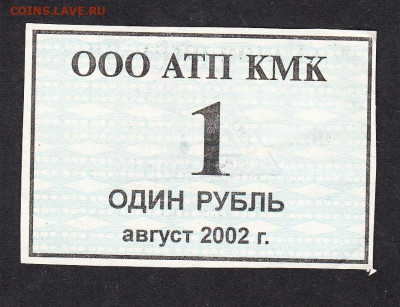 COINS.LAVE.RU
ООО АТП КМК
1
ОДИН РУБЛЬ
август 2002 г.